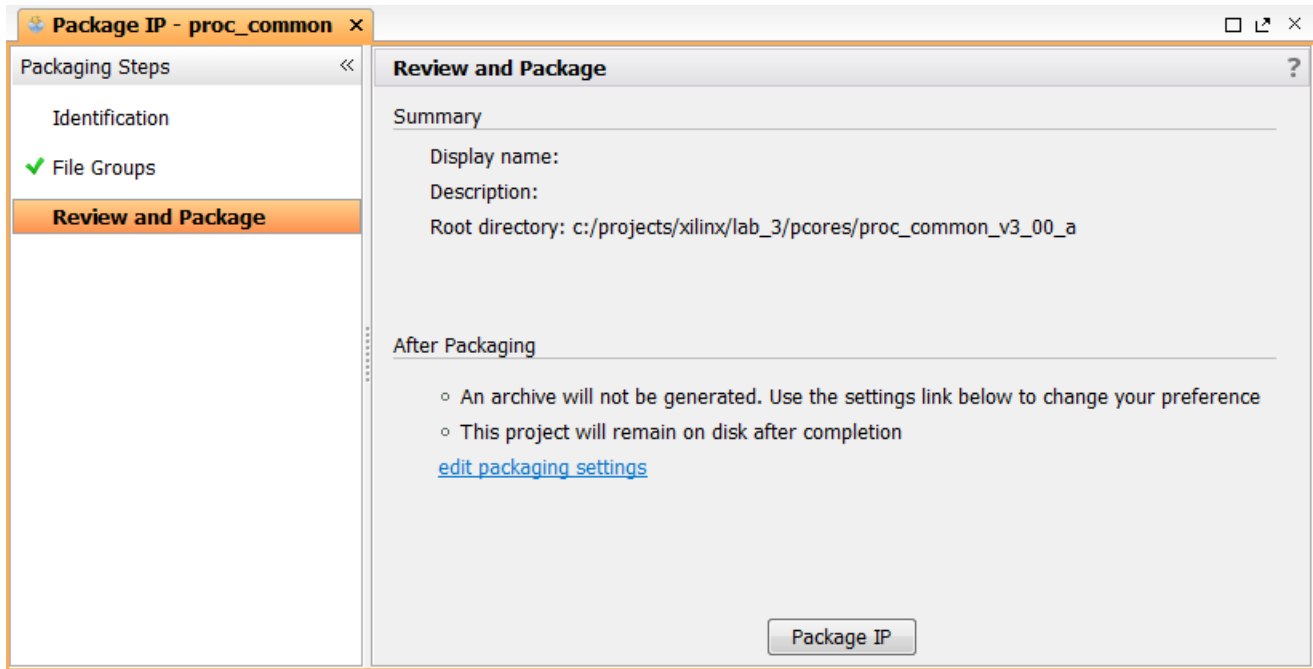 Package IP - proc_common ×
Packaging Steps «
Identification
File Groups
Review and Package
Review and Package ?
Summary
Display name:
Description:
Root directory: c:/projects/xilinx/lab_3/pcores/proc_common_v3_00_a
After Packaging
An archive will not be generated. Use the settings link below to change your preference
This project will remain on disk after completion
edit packaging settings
Package IP